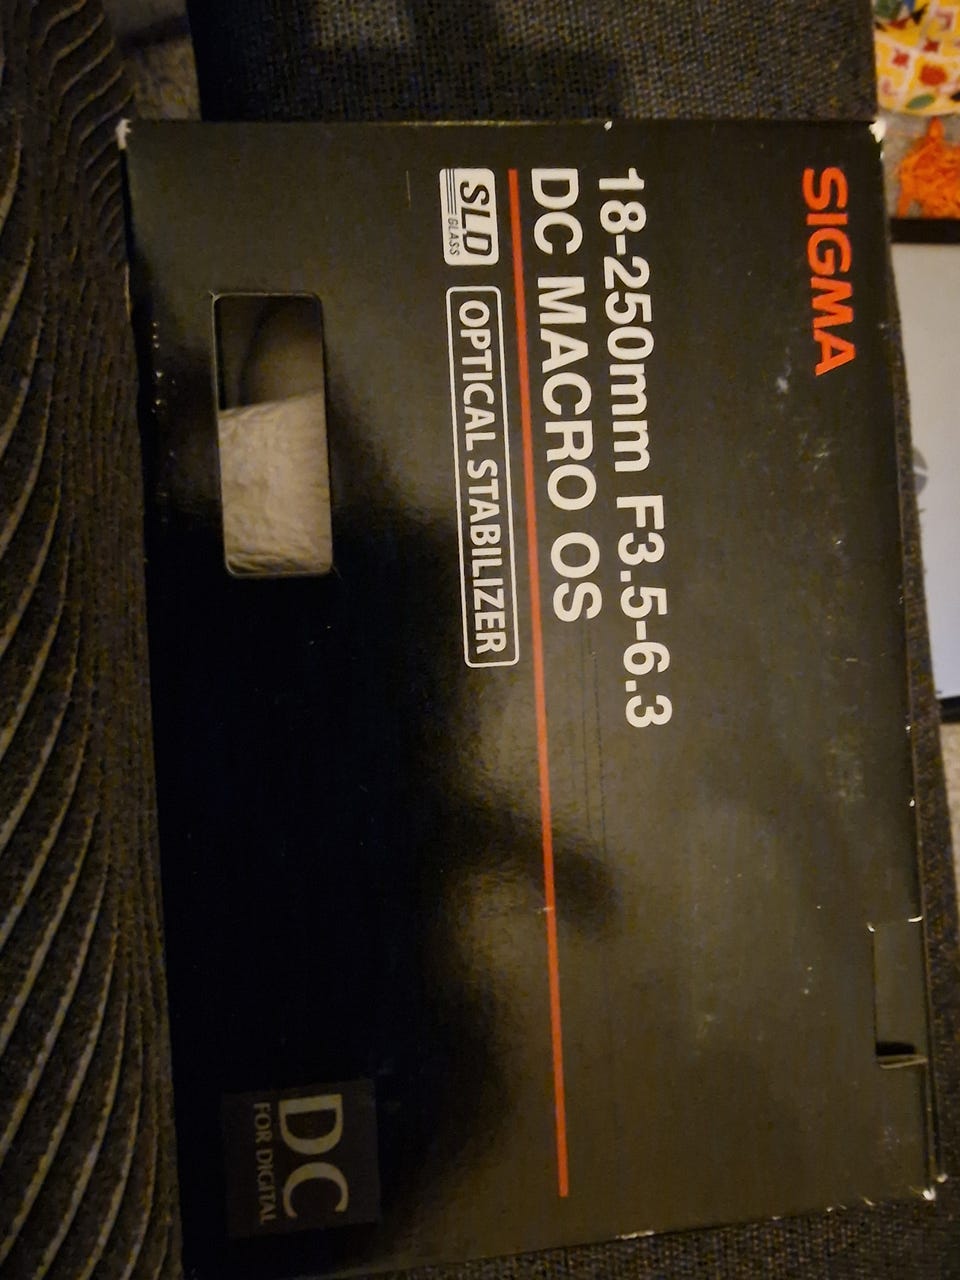 SIGMA
18-250mm F3.5-6.3
DC MACRO OS
SLD
GLASS
OPTICAL STABILIZER
DC
FOR DIGITAL